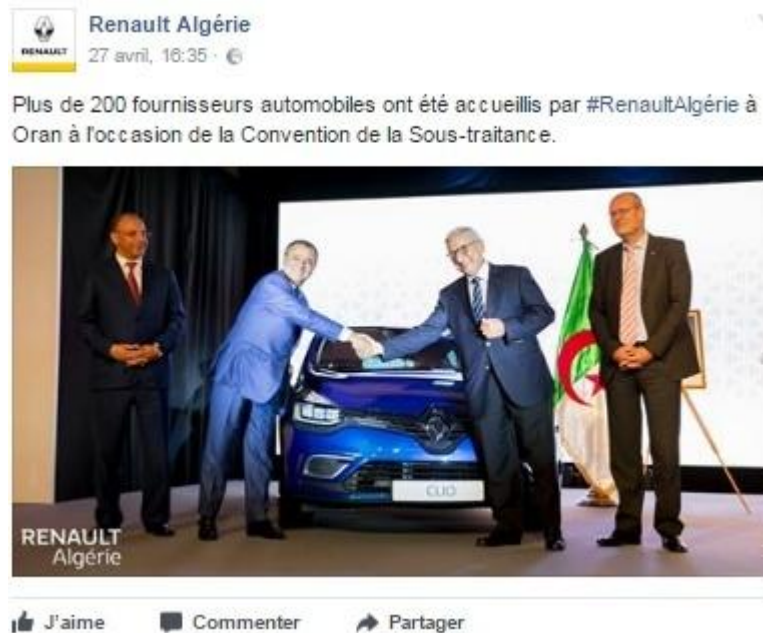 RENAULT
Renault Algérie
27 avril, 16:35
Plus de 200 fournisseurs automobiles ont été accueillis par #RenaultAlgérie à
Oran à l'occasion de la Convention de la Sous-traitance.
CLIO
RENAULT
Algérie
J'aime Commenter Partager